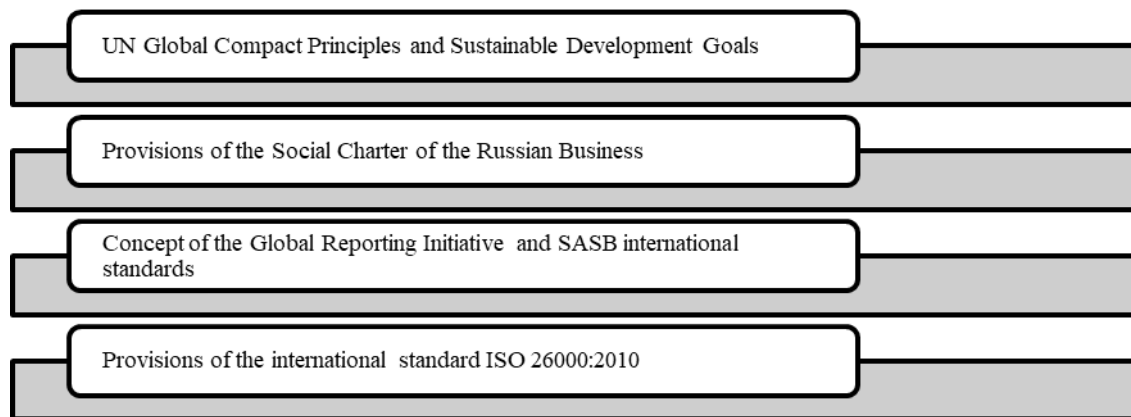 UN Global Compact Principles and Sustainable Development Goals
Provisions of the Social Charter of the Russian Business
Concept of the Global Reporting Initiative and SASB international
standards
Provisions of the international standard ISO 26000:2010